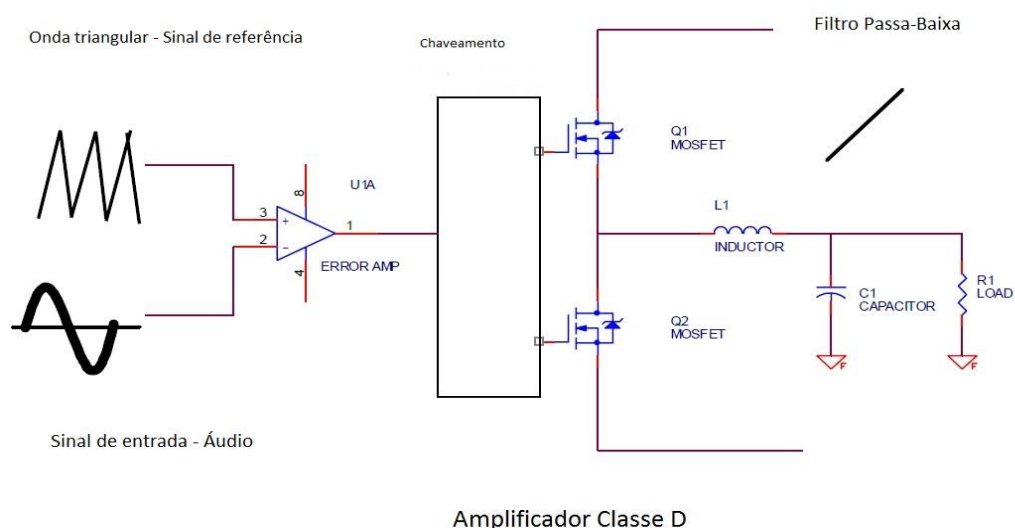 Onda triangular - Sinal de referência
Chaveamento
Filtro Passa-Baixa
Q1
MOSFET
8
U1A
3
+
1
2
-
4
ERROR AMP
L1
INDUCTOR
C1
CAPACITOR
R1
LOAD
F
F
Q2
MOSFET
Sinal de entrada - Áudio
Amplificador Classe D